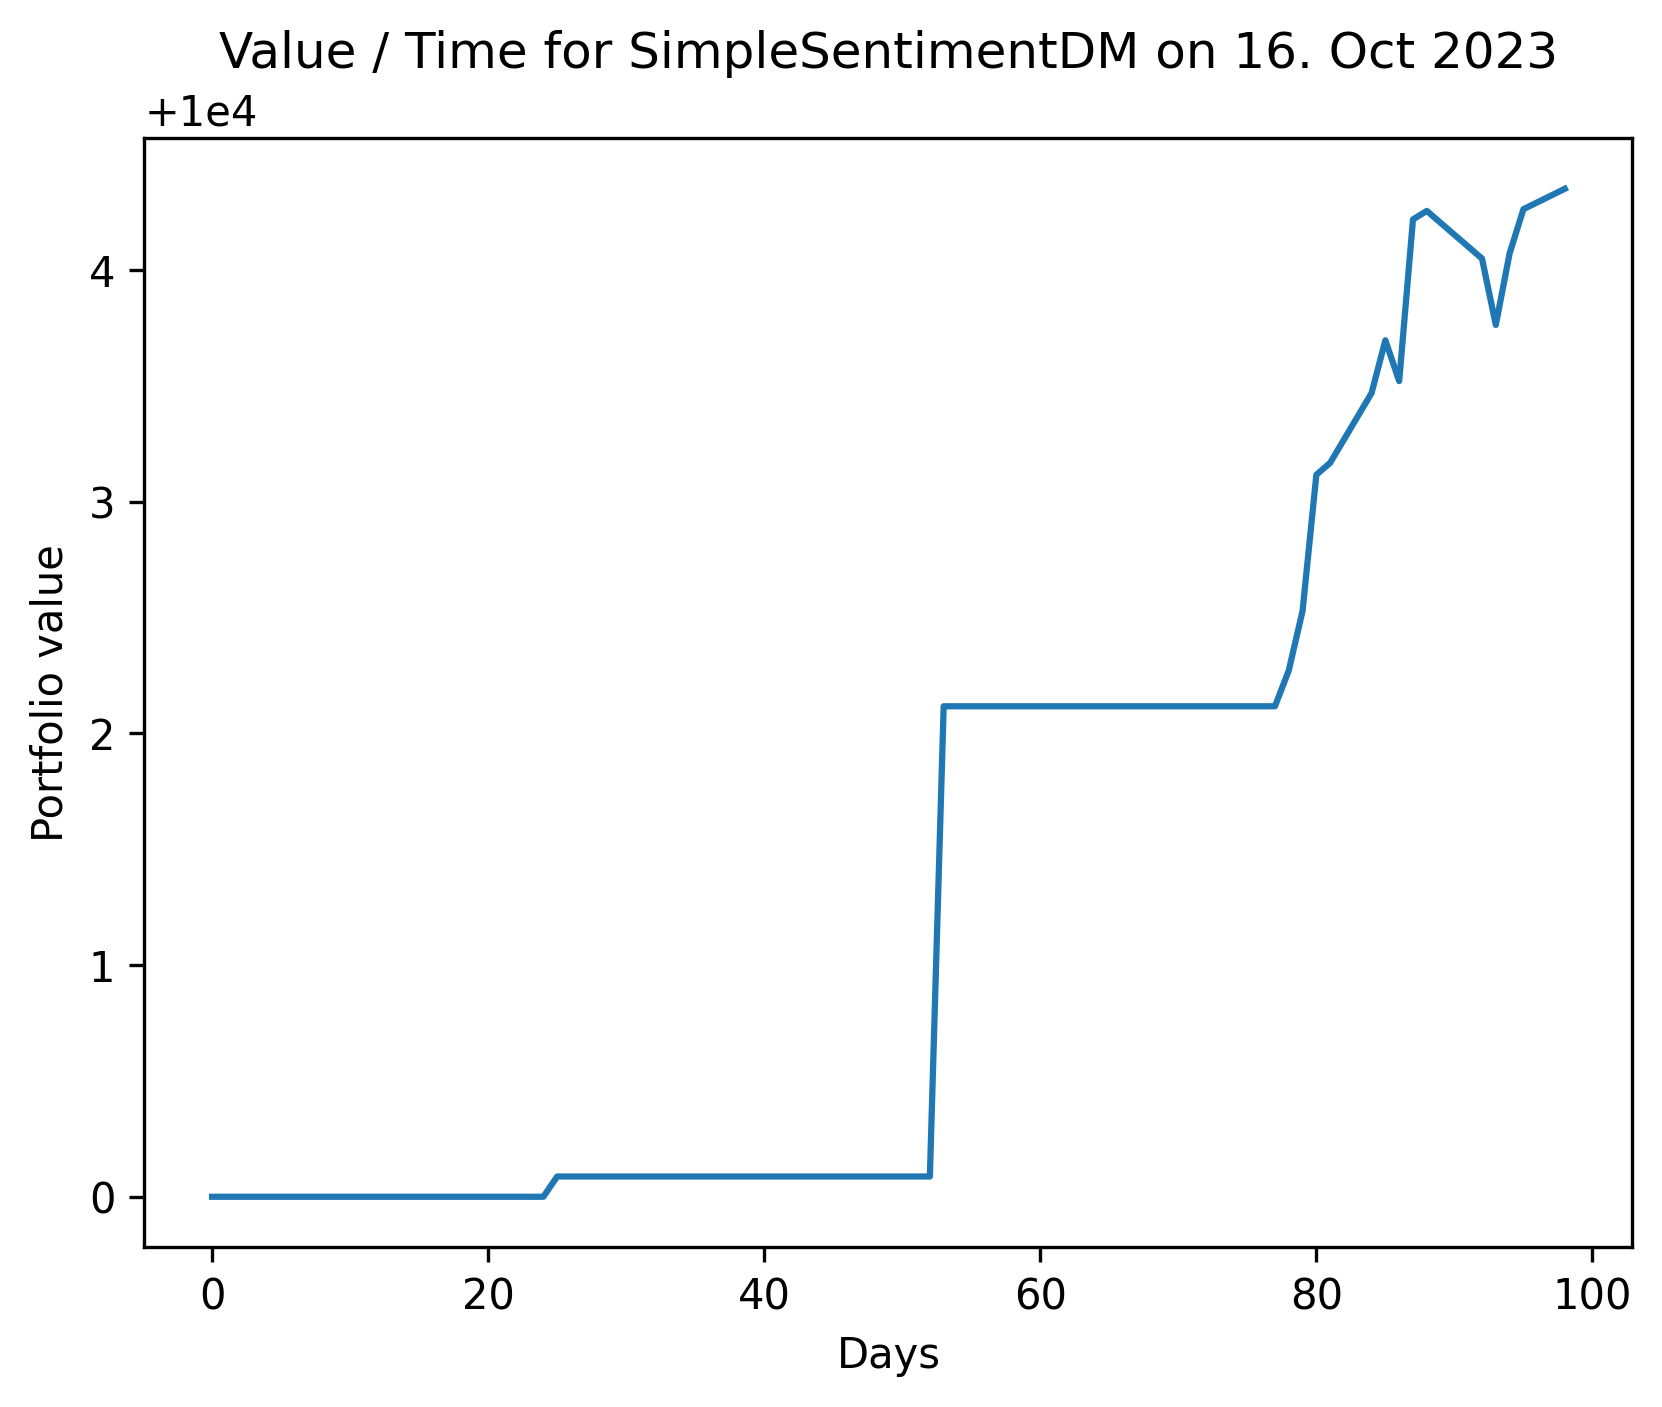 Value / Time for SimpleSentimentDM on 16. Oct 2023
+1e4
4
3
2
1
0
Portfolio value
0 20 40 60 80 100
Days